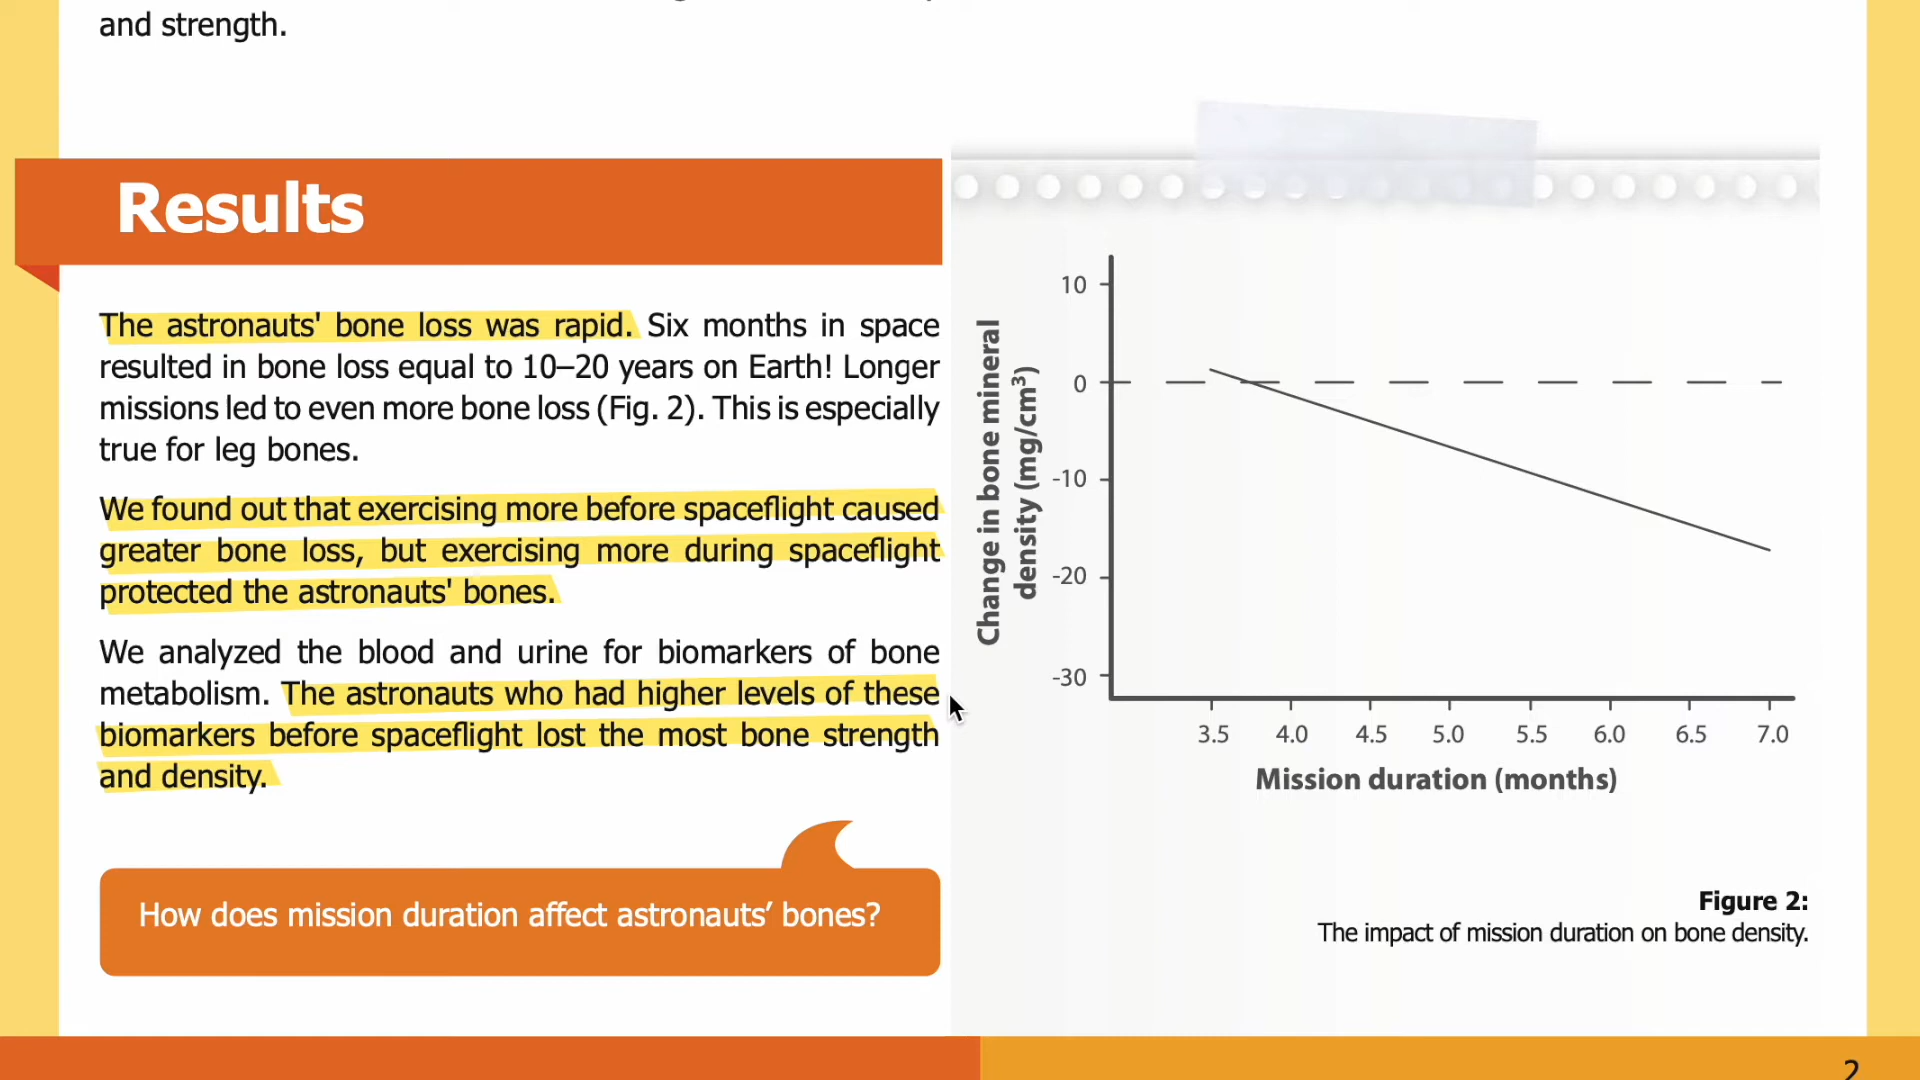 and strength.
Results
The astronauts' bone loss was rapid. Six months in space
resulted in bone loss equal to 10–20 years on Earth! Longer
missions led to even more bone loss (Fig. 2). This is especially
true for leg bones.
We found out that exercising more before spaceflight caused
greater bone loss, but exercising more during spaceflight
protected the astronauts' bones.
We analyzed the blood and urine for biomarkers of bone
metabolism. The astronauts who had higher levels of these
biomarkers before spaceflight lost the most bone strength
and density.
How does mission duration affect astronauts’ bones?
Change in bone mineral
density (mg/cm³)
10
0
-10
-20
-30
3.5 4.0 4.5 5.0 5.5 6.0 6.5 7.0
Mission duration (months)
Figure 2:
The impact of mission duration on bone density.
2